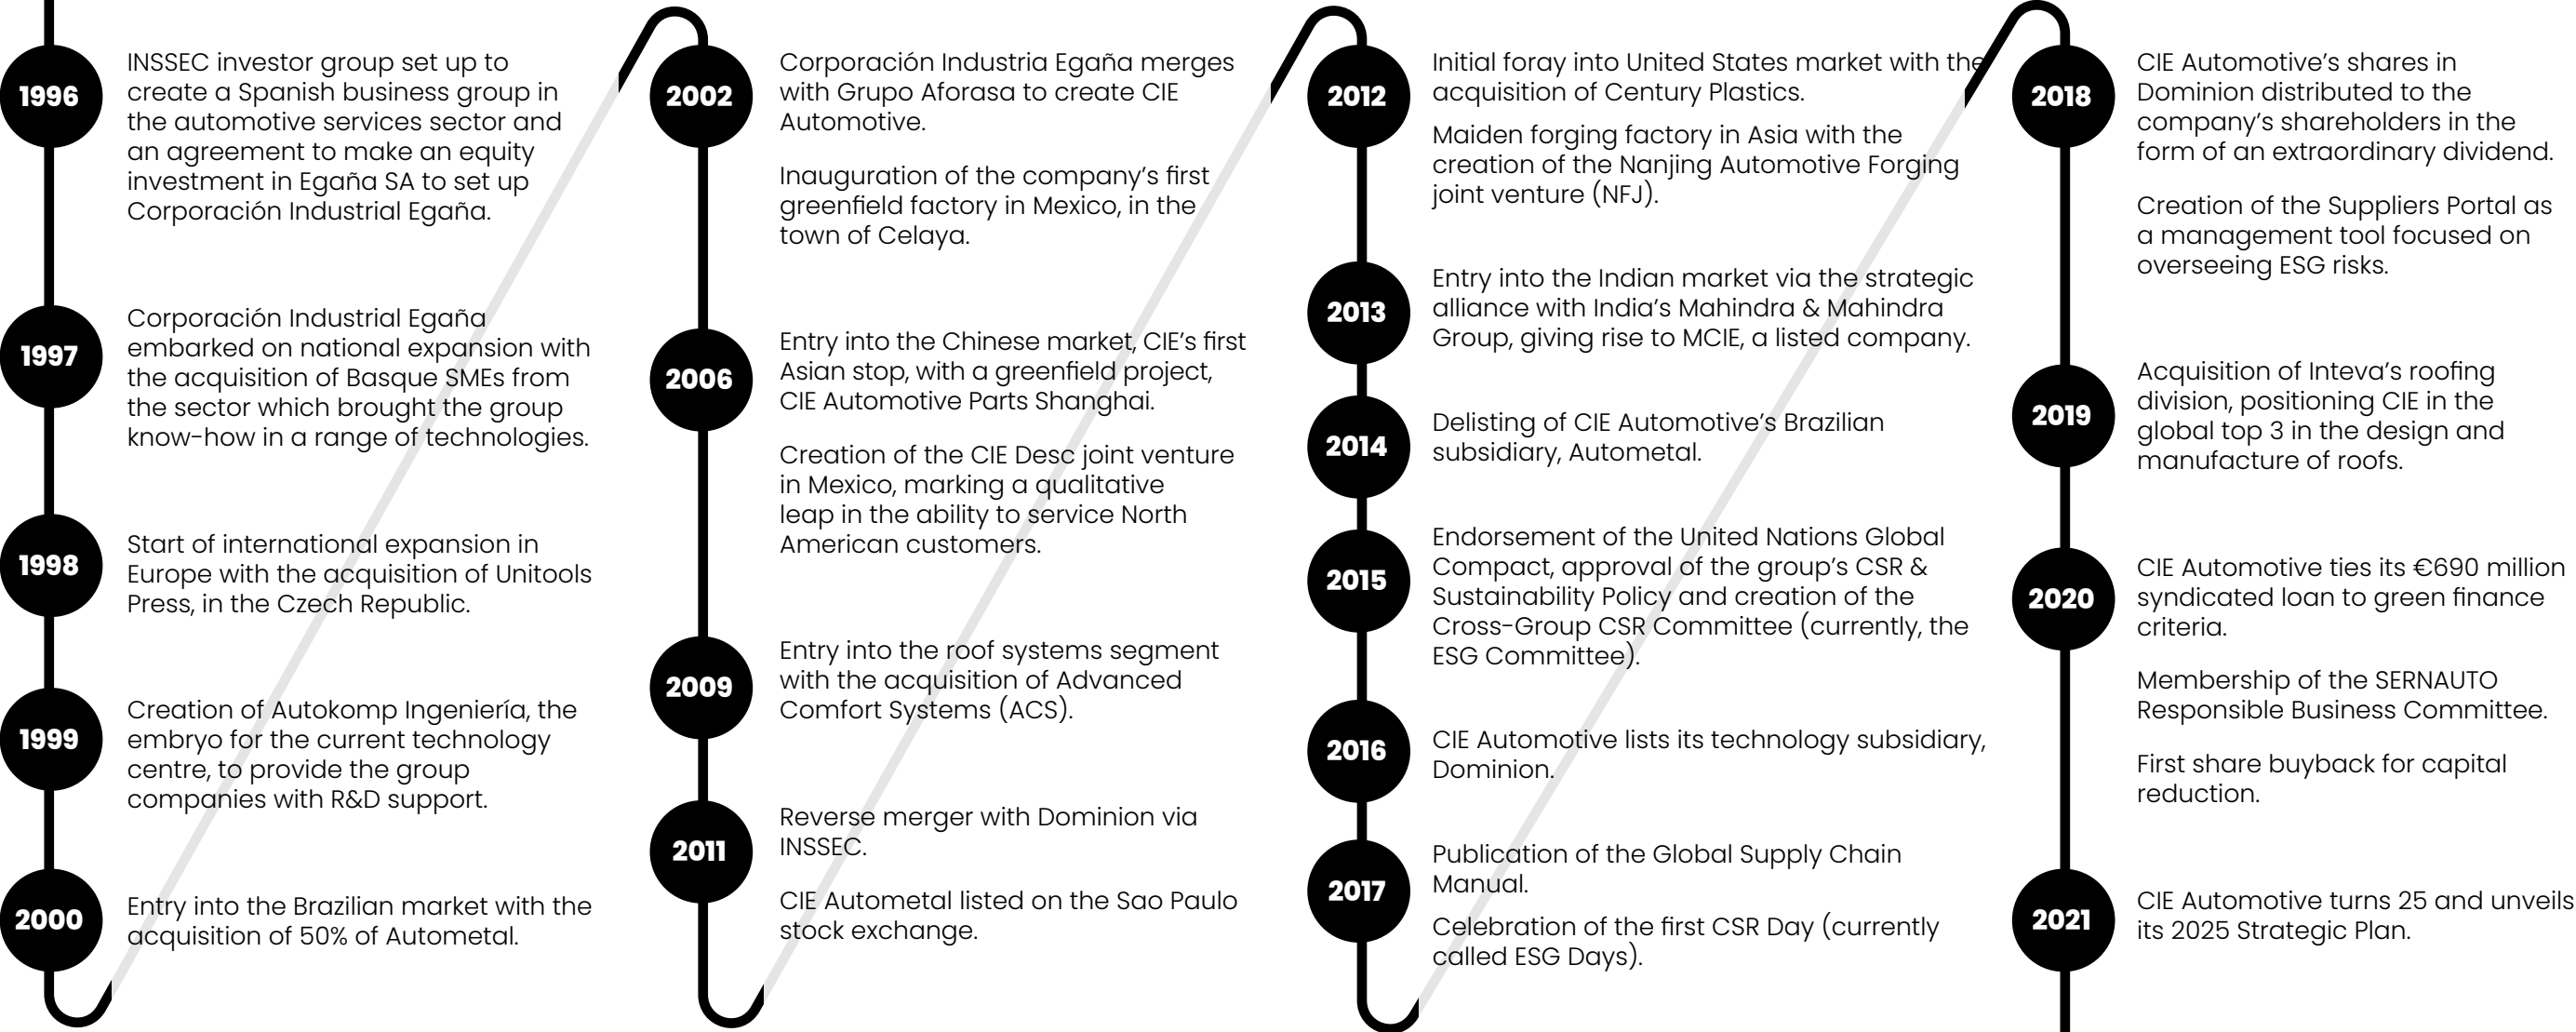 1996
INSSEC investor group set up to
create a Spanish business group in
the automotive services sector and
an agreement to make an equity
investment in Egaña SA to set up
Corporación Industrial Egaña.
1997
Corporación Industrial Egaña
embarked on national expansion with
the acquisition of Basque SMEs from
the sector which brought the group
know-how in a range of technologies.
1998
Start of international expansion in
Europe with the acquisition of Unitools
Press, in the Czech Republic.
1999
Creation of Autokomp Ingeniería, the
embryo for the current technology
centre, to provide the group
companies with R&D support.
2000
Entry into the Brazilian market with the
acquisition of 50% of Autometal.
2002
Corporación Industria Egaña merges
with Grupo Aforasa to create CIE
Automotive.
Inauguration of the company's first
greenfield factory in Mexico, in the
town of Celaya.
2006
Entry into the Chinese market, CIE's first
Asian stop, with a greenfield project,
CIE Automotive Parts Shanghai.
Creation of the CIE Desc joint venture
in Mexico, marking a qualitative
leap in the ability to service North
American customers.
2009
Entry into the roof systems segment
with the acquisition of Advanced
Comfort Systems (ACS).
2011
Reverse merger with Dominion via
INSSEC.
CIE Autometal listed on the Sao Paulo
stock exchange.
2012
Initial foray into United States market with the
acquisition of Century Plastics.
Maiden forging factory in Asia with the
creation of the Nanjing Automotive Forging
joint venture (NFJ).
2013
Entry into the Indian market via the strategic
alliance with India's Mahindra & Mahindra
Group, giving rise to MCIE, a listed company.
2014
Delisting of CIE Automotive's Brazilian
subsidiary, Autometal.
2015
Endorsement of the United Nations Global
Compact, approval of the group's CSR &
Sustainability Policy and creation of the
Cross-Group CSR Committee (currently, the
ESG Committee).
2016
CIE Automotive lists its technology subsidiary,
Dominion.
2017
Publication of the Global Supply Chain
Manual.
Celebration of the first CSR Day (currently
called ESG Days).
2018
CIE Automotive's shares in
Dominion distributed to the
company's shareholders in the
form of an extraordinary dividend.
Creation of the Suppliers Portal as
a management tool focused on
overseeing ESG risks.
2019
Acquisition of Inteva's roofing
division, positioning CIE in the
global top 3 in the design and
manufacture of roofs.
2020
CIE Automotive ties its €690 million
syndicated loan to green finance
criteria.
Membership of the SERNAUTO
Responsible Business Committee.
First share buyback for capital
reduction.
2021
CIE Automotive turns 25 and unveils
its 2025 Strategic Plan.